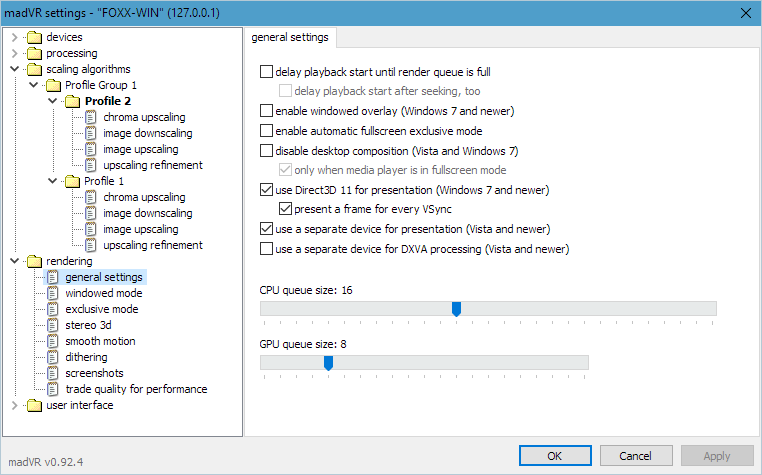 madVR settings - "FOXX-WIN" (127.0.0.1)
devices
processing
scaling algorithms
Profile Group 1
Profile 2
chroma upscaling
image downscaling
image upscaling
upscaling refinement
Profile 1
chroma upscaling
image downscaling
image upscaling
upscaling refinement
rendering
general settings
windowed mode
exclusive mode
stereo 3d
smooth motion
dithering
screenshots
trade quality for performance
user interface
general settings
delay playback start until render queue is full
delay playback start after seeking, too
enable windowed overlay (Windows 7 and newer)
enable automatic fullscreen exclusive mode
disable desktop composition (Vista and Windows 7)
only when media player is in fullscreen mode
use Direct3D 11 for presentation (Windows 7 and newer)
present a frame for every VSync
use a separate device for presentation (Vista and newer)
use a separate device for DXVA processing (Vista and newer)
CPU queue size: 16
GPU queue size: 8
madVR v0.92.4
OK
Cancel
Apply